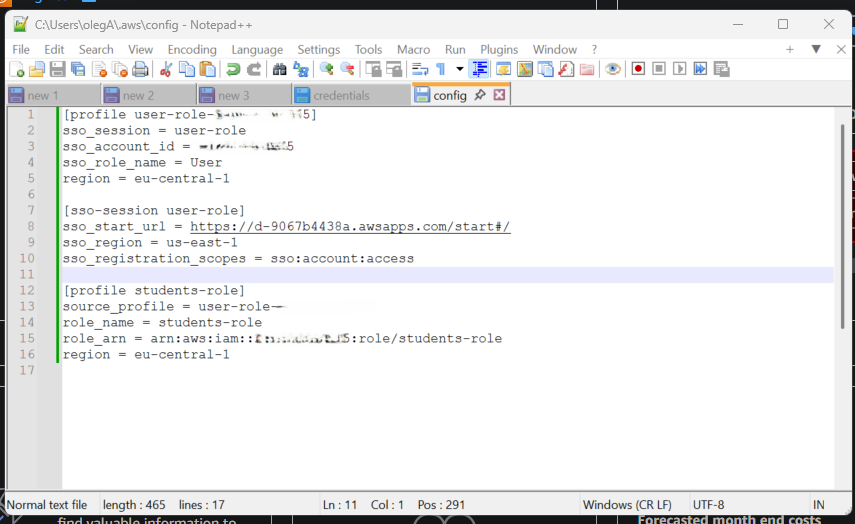 C:\Users\olegA\.aws\config - Notepad++
File Edit Search View Encoding Language Settings Tools Macro Run Plugins Window ?
new 1 new 2 new 3 credentials config
1 [profile user-role- 5]
2 sso_session = user-role
3 sso_account_id = 5
4 sso_role_name = User
5 region = eu-central-1
6
7 [sso-session user-role]
8 sso_start_url = https://d-9067b4438a.awsapps.com/start#/
9 sso_region = us-east-1
10 sso_registration_scopes = sso:account:access
11
12 [profile students-role]
13 source_profile = user-role-
14 role_name = students-role
15 role_arn = arn:aws:iam:: 5:role/students-role
16 region = eu-central-1
17
Normal text file length : 465 lines : 17 Ln : 11 Col : 1 Pos : 291 Windows (CR LF) UTF-8 IN
find valuable information to
Forecasted month end costs